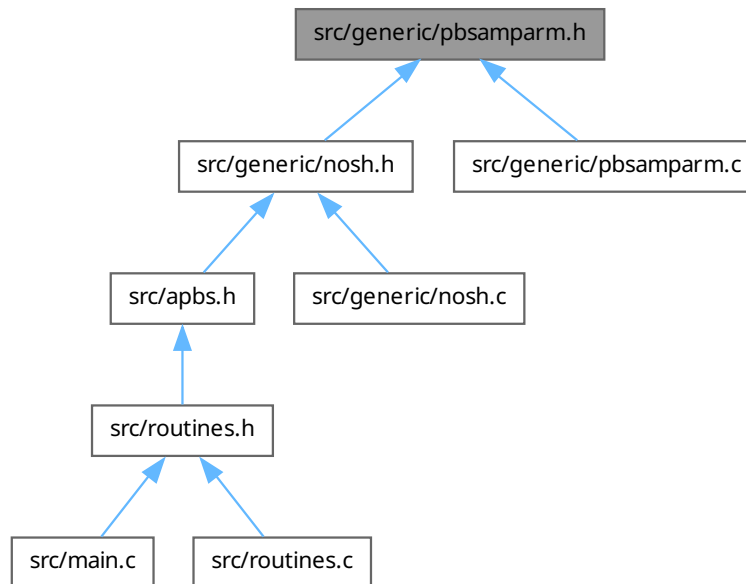 src/generic/pbsamparm.h
src/generic/nosh.h
src/generic/pbsamparm.c
src/apbs.h
src/generic/nosh.c
src/routines.h
src/main.c
src/routines.c